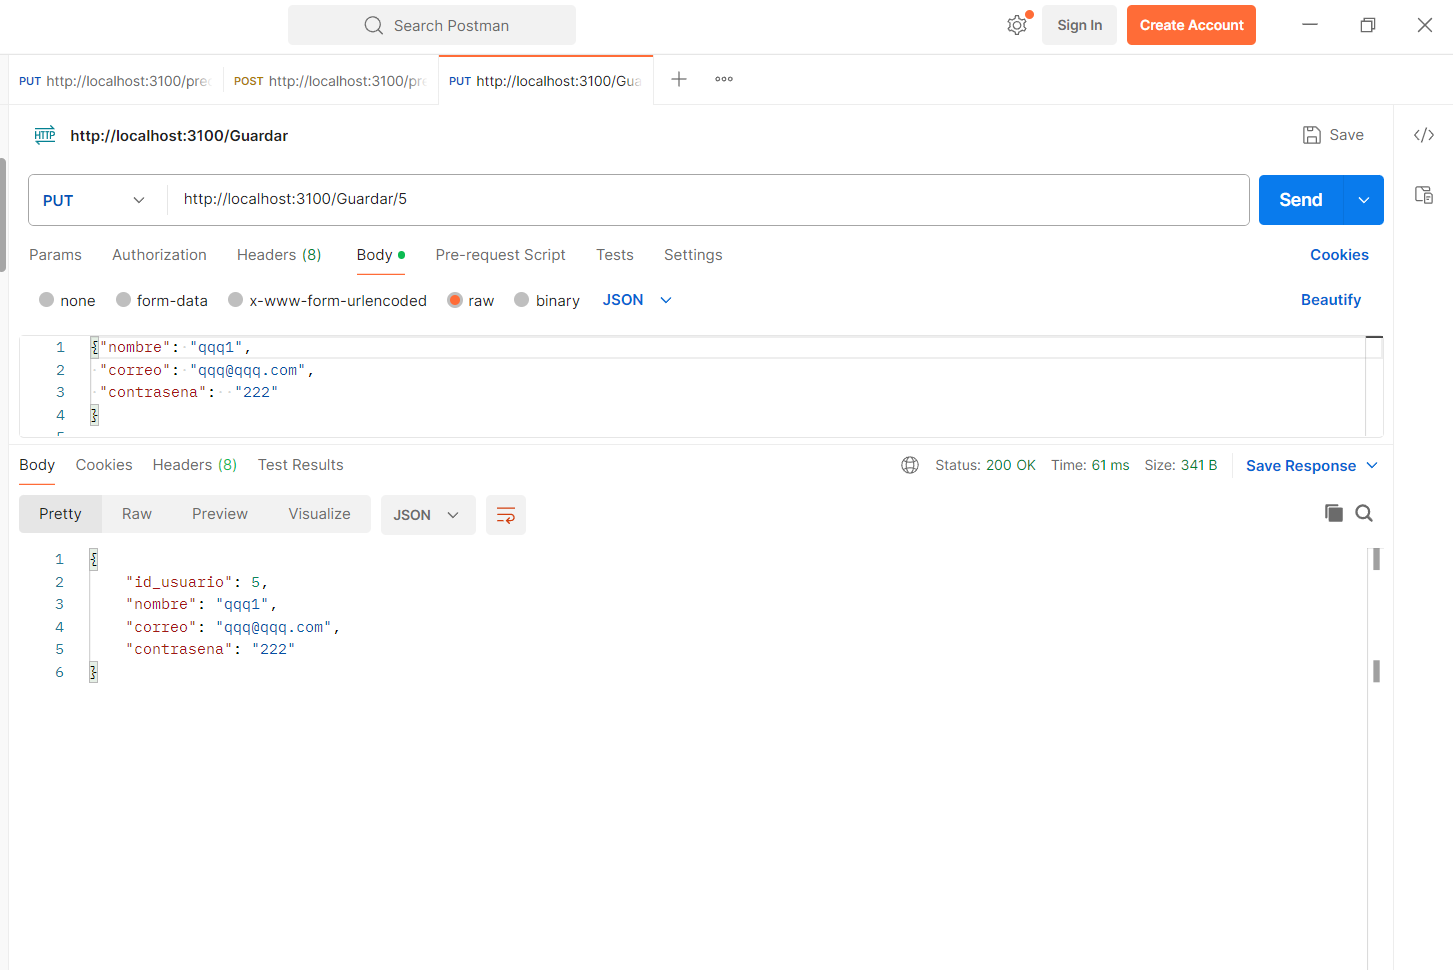 Search Postman
Sign In
Create Account
PUT http://localhost:3100/prec
POST http://localhost:3100/pre
PUT http://localhost:3100/Gua
HTTP http://localhost:3100/Guardar
Save
</>
PUT
http://localhost:3100/Guardar/5
Send
Params Authorization Headers (8) Body Pre-request Script Tests Settings Cookies
none form-data x-www-form-urlencoded raw binary JSON Beautify
1 {"nombre": "qqq1",
2 "correo": "qqq@qqq.com",
3 "contrasena": "222"
4 }
5
Body Cookies Headers (8) Test Results Status: 200 OK Time: 61 ms Size: 341 B Save Response
Pretty Raw Preview Visualize JSON
1 {
2 "id_usuario": 5,
3 "nombre": "qqq1",
4 "correo": "qqq@qqq.com",
5 "contrasena": "222"
6 }